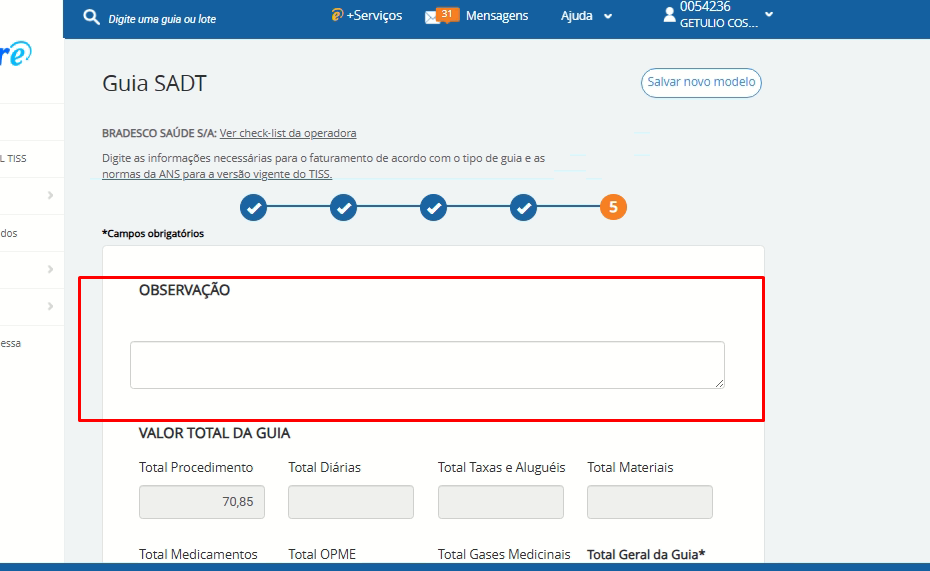 Digite uma guia ou lote
+Serviços
31
Mensagens
Ajuda
0054236
GETULIO COS...
re
Guia SADT
Salvar novo modelo
BRADESCO SAÚDE S/A: Ver check-list da operadora
L TISS
Digite as informações necessárias para o faturamento de acordo com o tipo de guia e as
normas da ANS para a versão vigente do TISS.
5
dos
*Campos obrigatórios
OBSERVAÇÃO
essa
VALOR TOTAL DA GUIA
Total Procedimento Total Diárias Total Taxas e Aluguéis Total Materiais
70,85
Total Medicamentos Total OPME Total Gases Medicinais Total Geral da Guia*